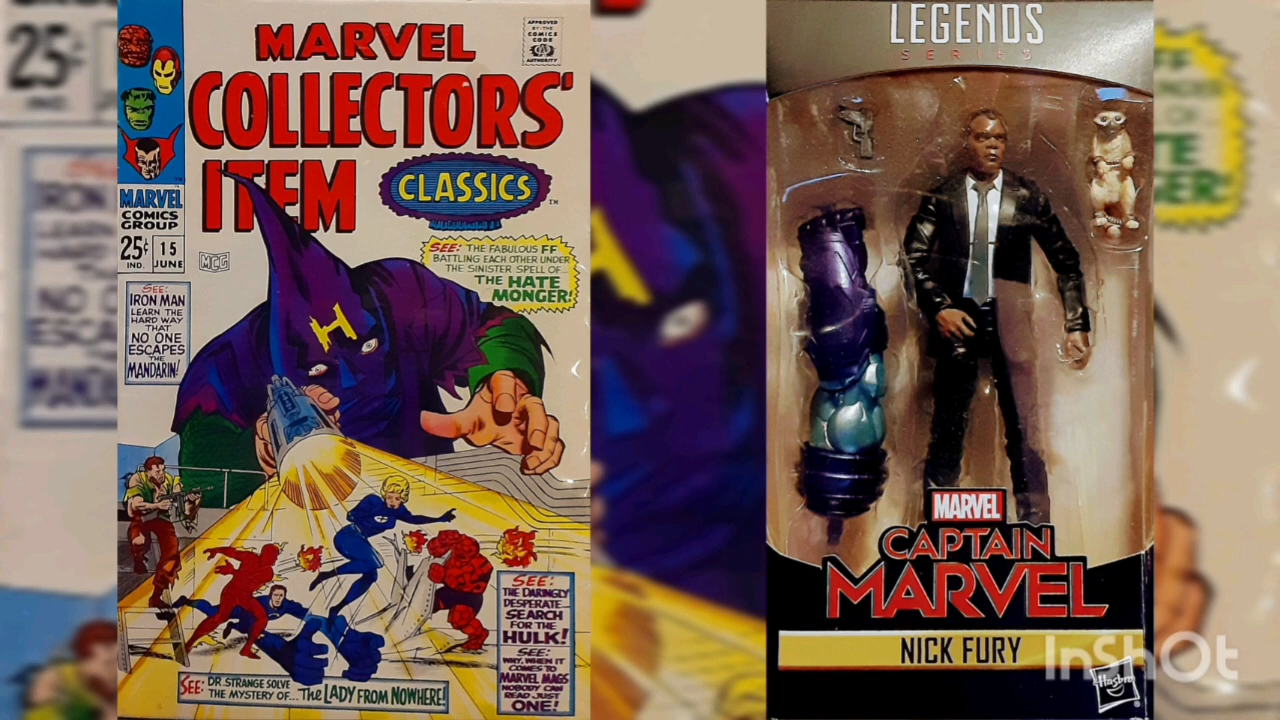 25¢
APPROVED
BY THE
COMICS
CODE
AUTHORITY
MARVEL
COLLECTORS'
ITEM
CLASSICS
™
MARVEL
COMICS
GROUP
25¢
IND.
15
JUNE
MCG
SEE: THE FABULOUS FF
BATTLING EACH OTHER UNDER
THE SINISTER SPELL OF...
THE HATE
MONGER!
SEE:
IRON MAN
LEARN THE
HARD WAY
THAT
NO ONE
ESCAPES
THE
MANDARIN!
H
SEE:
THE DARINGLY
DESPERATE
SEARCH
FOR THE
HULK!
SEE:
WHY, WHEN IT
COMES TO
MARVEL MAGS
NOBODY CAN
READ JUST
ONE!
SEE: DR. STRANGE SOLVE
THE MYSTERY OF... THE LADY FROM NOWHERE!
LEGENDS
SERIES
MARVEL
CAPTAIN
MARVEL
NICK FURY
Hasbro
InShOt